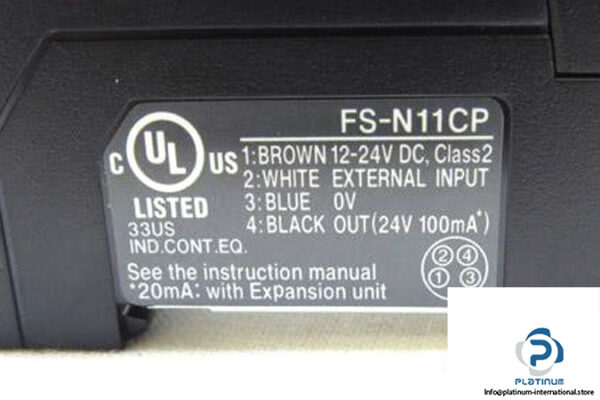 FS-N11CP
C UL US
LISTED
33US
IND.CONT.EQ.
1:BROWN 12-24V DC, Class2
2:WHITE EXTERNAL INPUT
3:BLUE 0V
4:BLACK OUT(24V 100mA*)
See the instruction manual
*20mA: with Expansion unit
2 4
1 3
PLATINUM
Info@platinum-international.store